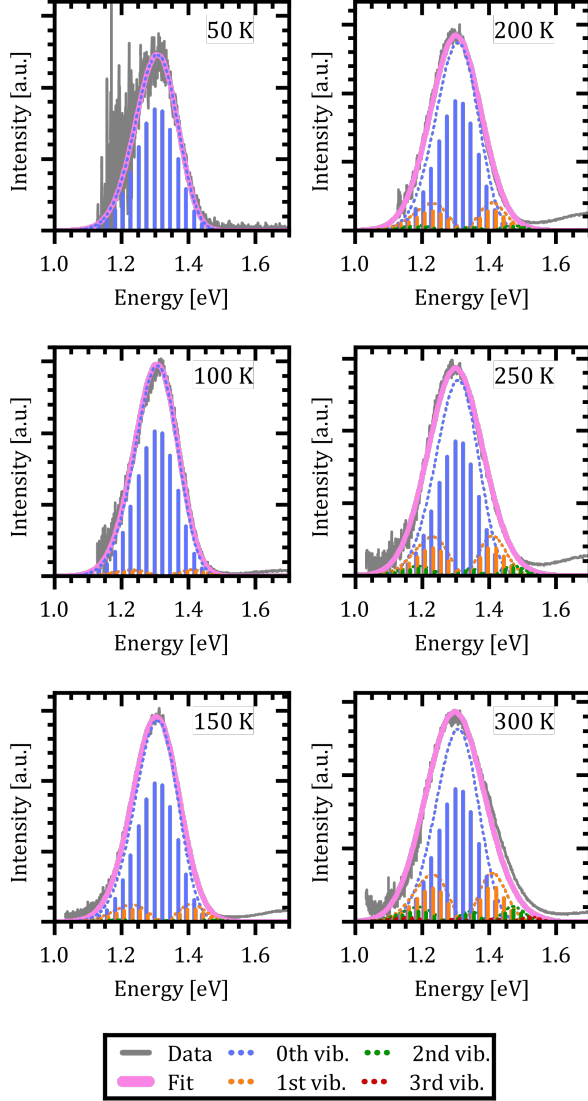 50 K
Intensity [a.u.]
1.0 1.2 1.4 1.6
Energy [eV]
200 K
Intensity [a.u.]
1.0 1.2 1.4 1.6
Energy [eV]
100 K
Intensity [a.u.]
1.0 1.2 1.4 1.6
Energy [eV]
250 K
Intensity [a.u.]
1.0 1.2 1.4 1.6
Energy [eV]
150 K
Intensity [a.u.]
1.0 1.2 1.4 1.6
Energy [eV]
300 K
Intensity [a.u.]
1.0 1.2 1.4 1.6
Energy [eV]
Data 0th vib. 2nd vib.
Fit 1st vib. 3rd vib.